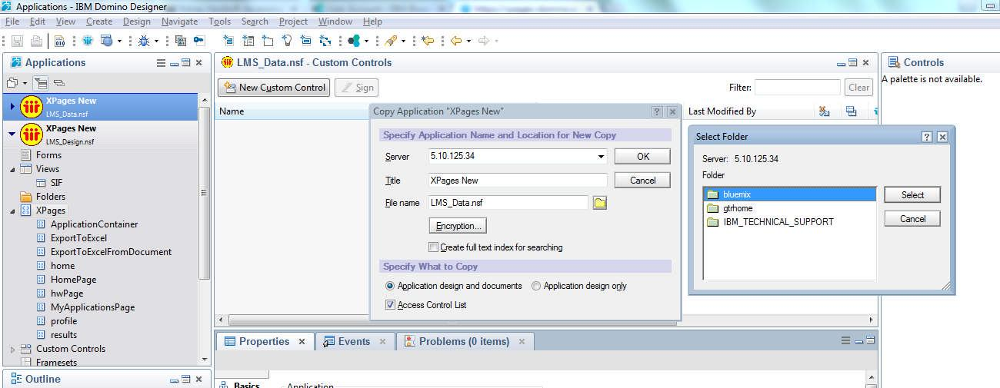 Applications - IBM Domino Designer
File Edit View Create Design Navigate Tools Search Project Window Help
Applications
XPages New
LMS_Data.nsf
XPages New
LMS_Design.nsf
Forms
Views
SIF
Folders
XPages
ApplicationContainer
ExportToExcel
ExportToExcelFromDocument
home
HomePage
hwPage
MyApplicationsPage
profile
results
Custom Controls
Framesets
Outline
LMS_Data.nsf - Custom Controls
New Custom Control Sign Filter: Clear
Name Last Modified By
Copy Application "XPages New"
Specify Application Name and Location for New Copy
Server 5.10.125.34 OK
Title XPages New Cancel
File name LMS_Data.nsf
Encryption...
Create full text index for searching
Specify What to Copy
Application design and documents Application design only
Access Control List
Select Folder
Server: 5.10.125.34
Folder
bluemix Select
gtrhome
IBM_TECHNICAL_SUPPORT Cancel
Controls
A palette is not available.
Properties Events Problems (0 items)
Basics Application